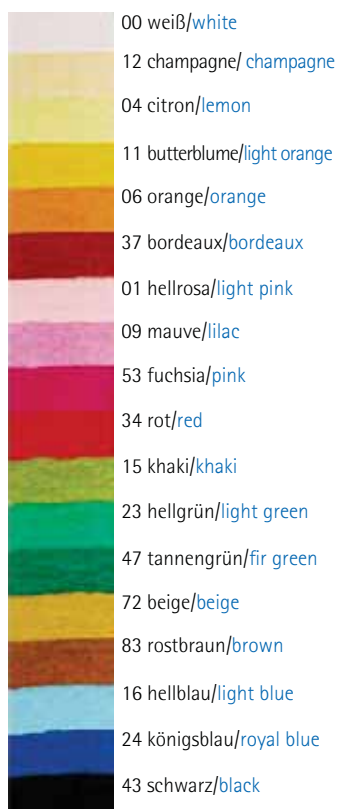 00 weiß/white
12 champagne/ champagne
04 citron/lemon
11 butterblume/light orange
06 orange/orange
37 bordeaux/bordeaux
01 hellrosa/light pink
09 mauve/lilac
53 fuchsia/pink
34 rot/red
15 khaki/khaki
23 hellgrün/light green
47 tannengrün/fir green
72 beige/beige
83 rostbraun/brown
16 hellblau/light blue
24 königsblau/royal blue
43 schwarz/black